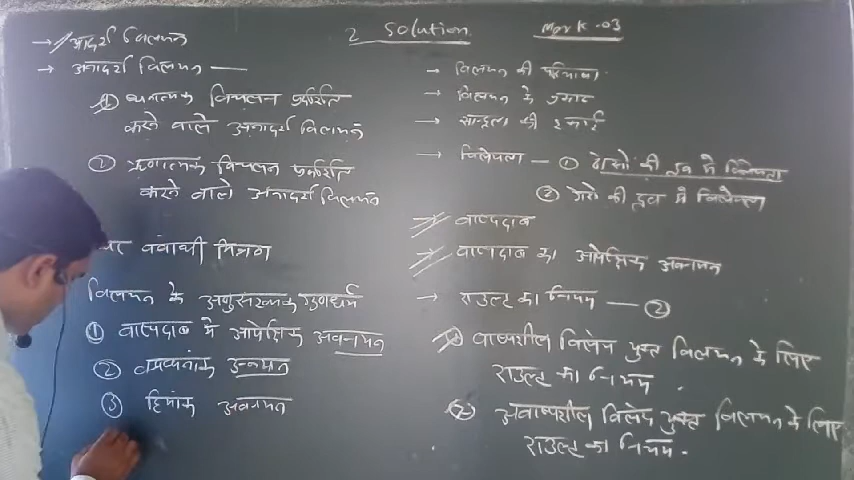 2 Solution
Mark - 03
→ आदर्श विलयन
→ अनादर्श विलयन —
① धनात्मक विचलन प्रदर्शित
करने वाले अनादर्श विलयन
② ऋणात्मक विचलन प्रदर्शित
करने वाले अनादर्श विलयन
मिश्रण
विलयन के अणुसंख्यक गुणधर्म
① वाष्पदाब में आपेक्षिक अवनमन
② क्वथनांक उन्नयन
③ हिमांक अवनमन
→ विलयन की परिभाषा
→ विलयन के प्रकार
→ सान्द्रता की इकाई
→ विलेयता — ① ठोसो की द्रव में विलेयता
② गैसो की द्रव में विलेयता
→ वाष्पदाब
→ वाष्पदाब का आपेक्षिक अवनमन
→ राउल्ट का नियम — ②
① वाष्पशील विलेय युक्त विलयन के लिए
राउल्ट का नियम .
② अवाष्पशील विलेय युक्त विलयन के लिए
राउल्ट का नियम .